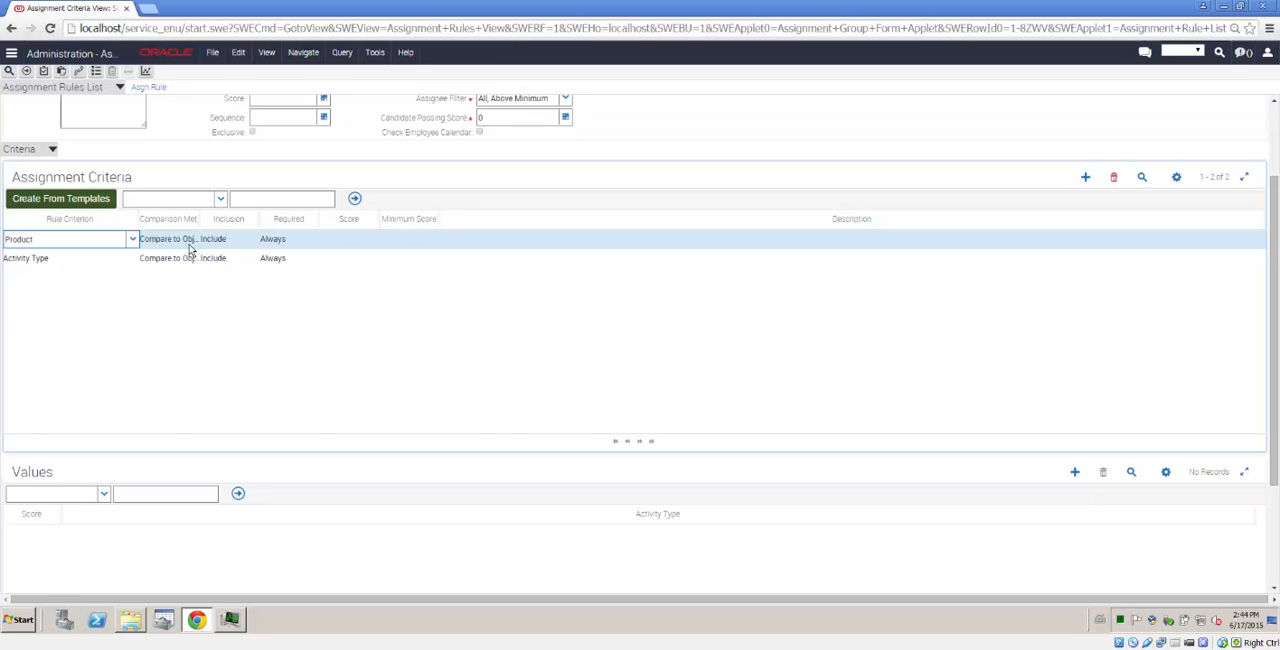 Assignment Criteria View: S
localhost/service_enu/start.swe?SWECmd=GotoView&SWEView=Assignment+Rules+View&SWERF=1&SWEHo=localhost&SWEBU=1&SWEApplet0=Assignment+Group+Form+Applet&SWERowId0=1-8ZWV&SWEApplet1=Assignment+Rule+List
Administration - As... ORACLE File Edit View Navigate Query Tools Help 0
Assignment Rules List Asgn Rule
Score: Assignee Filter * All, Above Minimum
Sequence: Candidate Passing Score: * 0
Exclusive: Check Employee Calendar:
Criteria
Assignment Criteria 1 - 2 of 2
Create From Templates
Rule Criterion Comparison Met Inclusion Required Score Minimum Score Description
Product Compare to Obj... Include Always
Activity Type Compare to Obj... Include Always
Values No Records
Score Activity Type
Start 2:44 PM
6/17/2015
Right Ctrl